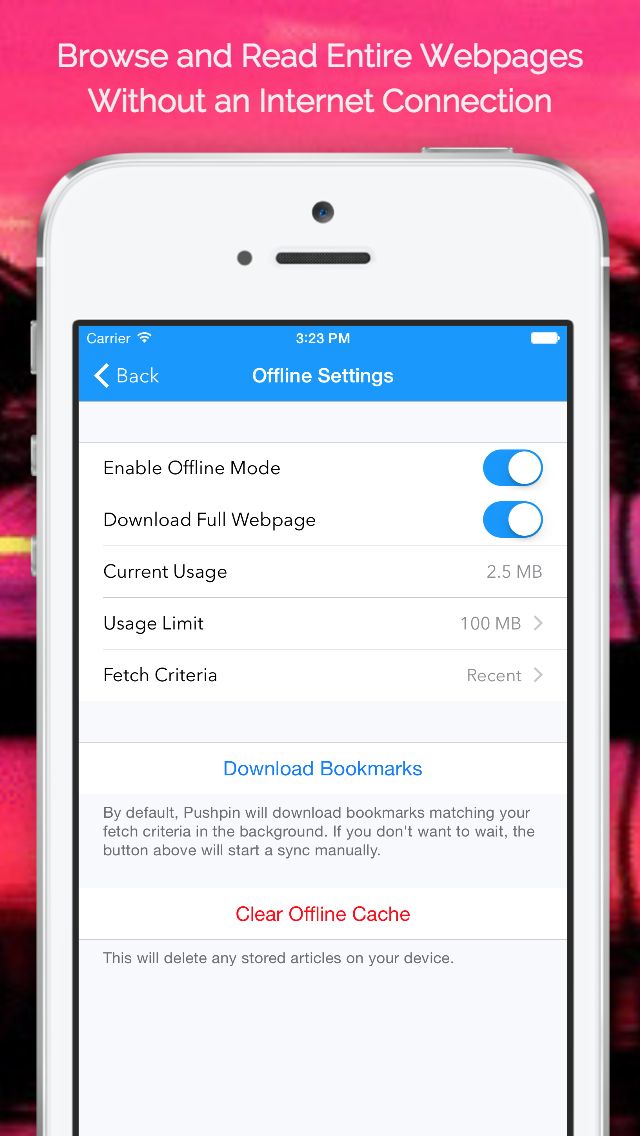 Browse and Read Entire Webpages
Without an Internet Connection
Carrier 3:23 PM
Back Offline Settings
Enable Offline Mode
Download Full Webpage
Current Usage 2.5 MB
Usage Limit 100 MB
Fetch Criteria Recent
Download Bookmarks
By default, Pushpin will download bookmarks matching your
fetch criteria in the background. If you don't want to wait, the
button above will start a sync manually.
Clear Offline Cache
This will delete any stored articles on your device.